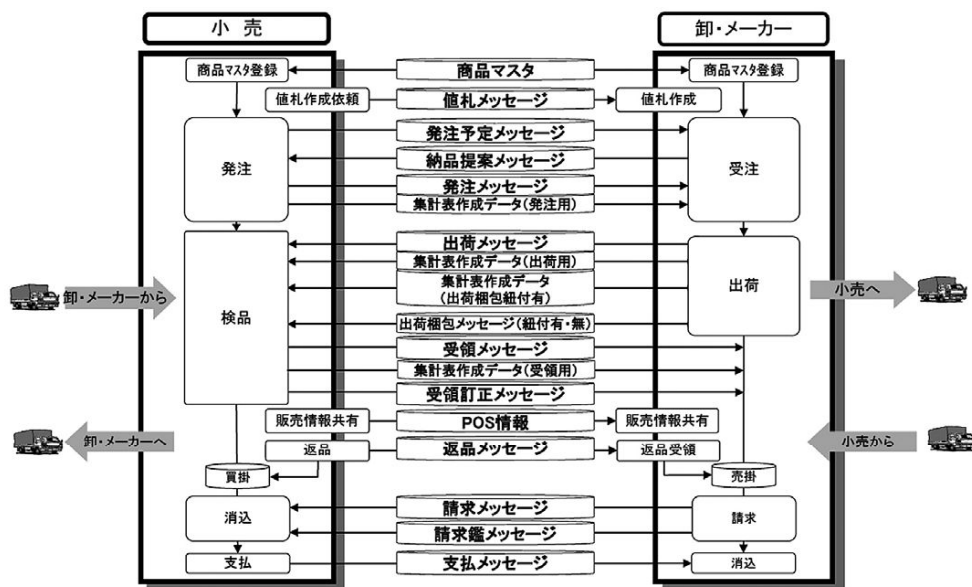 小 売
卸・メーカー
商品マスタ登録
商品マスタ
商品マスタ登録
値札作成依頼
値札メッセージ
値札作成
発注
発注予定メッセージ
納品提案メッセージ
発注メッセージ
集計表作成データ(発注用)
受注
出荷メッセージ
集計表作成データ(出荷用)
集計表作成データ
(出荷梱包紐付有)
出荷梱包メッセージ(紐付有・無)
受領メッセージ
集計表作成データ(受領用)
受領訂正メッセージ
卸・メーカーから
検品
出荷
小売へ
販売情報共有
POS情報
販売情報共有
卸・メーカーへ
返品
返品メッセージ
返品受領
小売から
買掛
売掛
消込
請求メッセージ
請求鑑メッセージ
請求
支払
支払メッセージ
消込